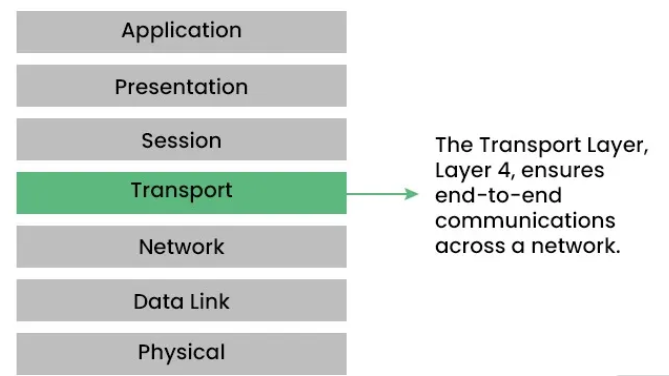 Application
Presentation
Session
Transport
Network
Data Link
Physical
The Transport Layer,
Layer 4, ensures
end-to-end
communications
across a network.